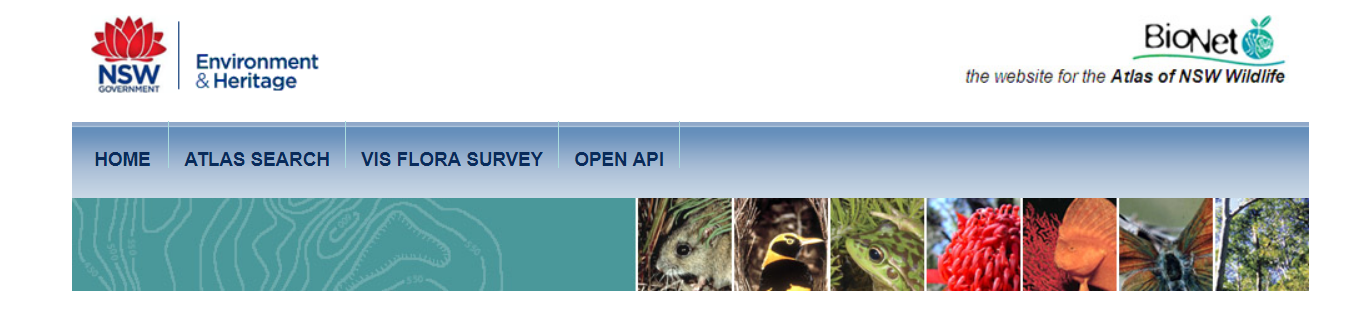 NSW
GOVERNMENT
Environment
& Heritage
BioNet
the website for the Atlas of NSW Wildlife
HOME
ATLAS SEARCH
VIS FLORA SURVEY
OPEN API